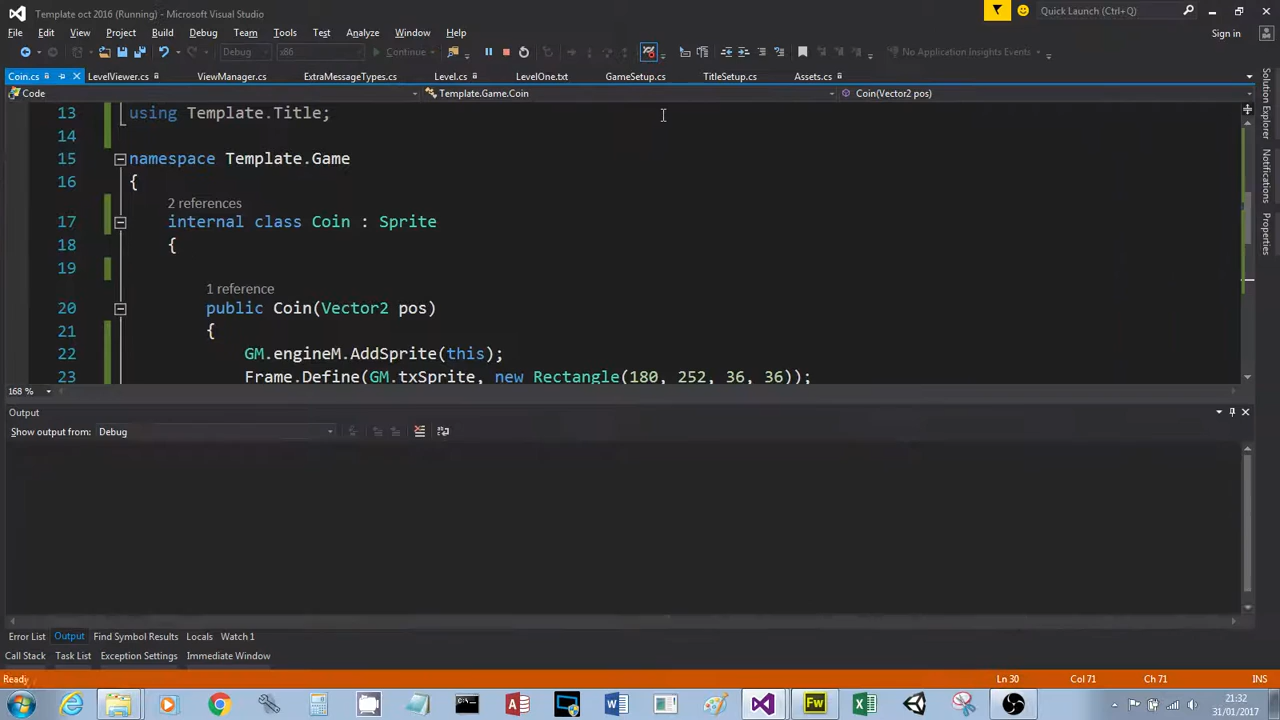 Template oct 2016 (Running) - Microsoft Visual Studio
Quick Launch (Ctrl+Q)
File Edit View Project Build Debug Team Tools Test Analyze Window Help
Sign in
Debug x86 Continue No Application Insights Events
Coin.cs LevelViewer.cs ViewManager.cs ExtraMessageTypes.cs Level.cs LevelOne.txt GameSetup.cs TitleSetup.cs Assets.cs
Code Template.Game.Coin Coin(Vector2 pos)
13 using Template.Title;
14
15 namespace Template.Game
16 {
2 references
17 internal class Coin : Sprite
18 {
19
1 reference
20 public Coin(Vector2 pos)
21 {
22 GM.engineM.AddSprite(this);
23 Frame.Define(GM.txSprite, new Rectangle(180, 252, 36, 36));
168 %
Solution Explorer
Notifications
Properties
Output
Show output from: Debug
Error List Output Find Symbol Results Locals Watch 1
Call Stack Task List Exception Settings Immediate Window
Ready Ln 30 Col 71 Ch 71 INS
21:32
31/01/2017